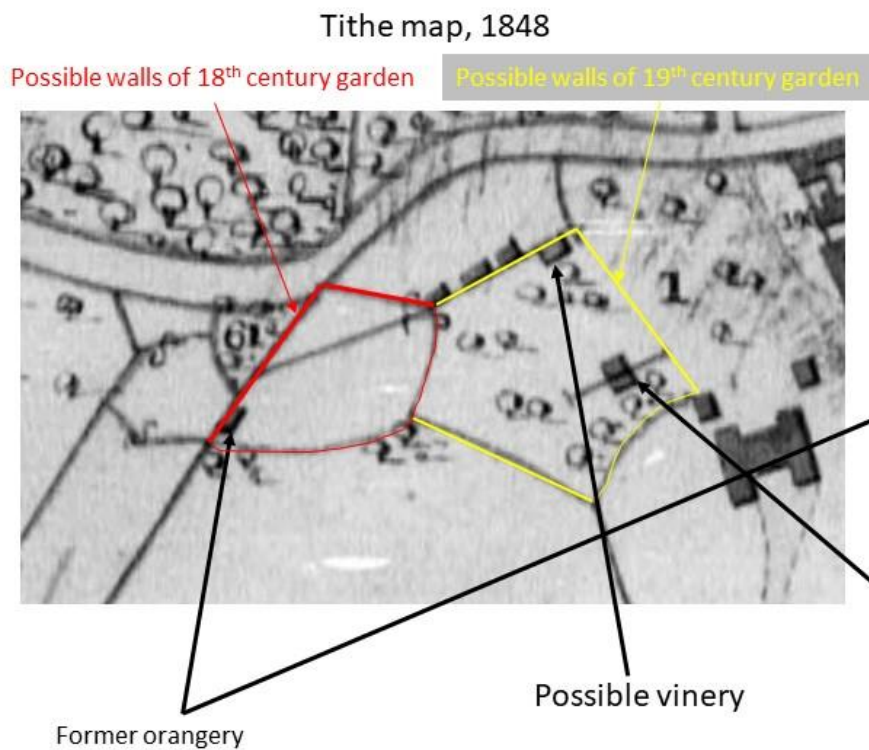 Tithe map, 1848
Possible walls of 18th century garden
Possible walls of 19th century garden
Possible vinery
Former orangery